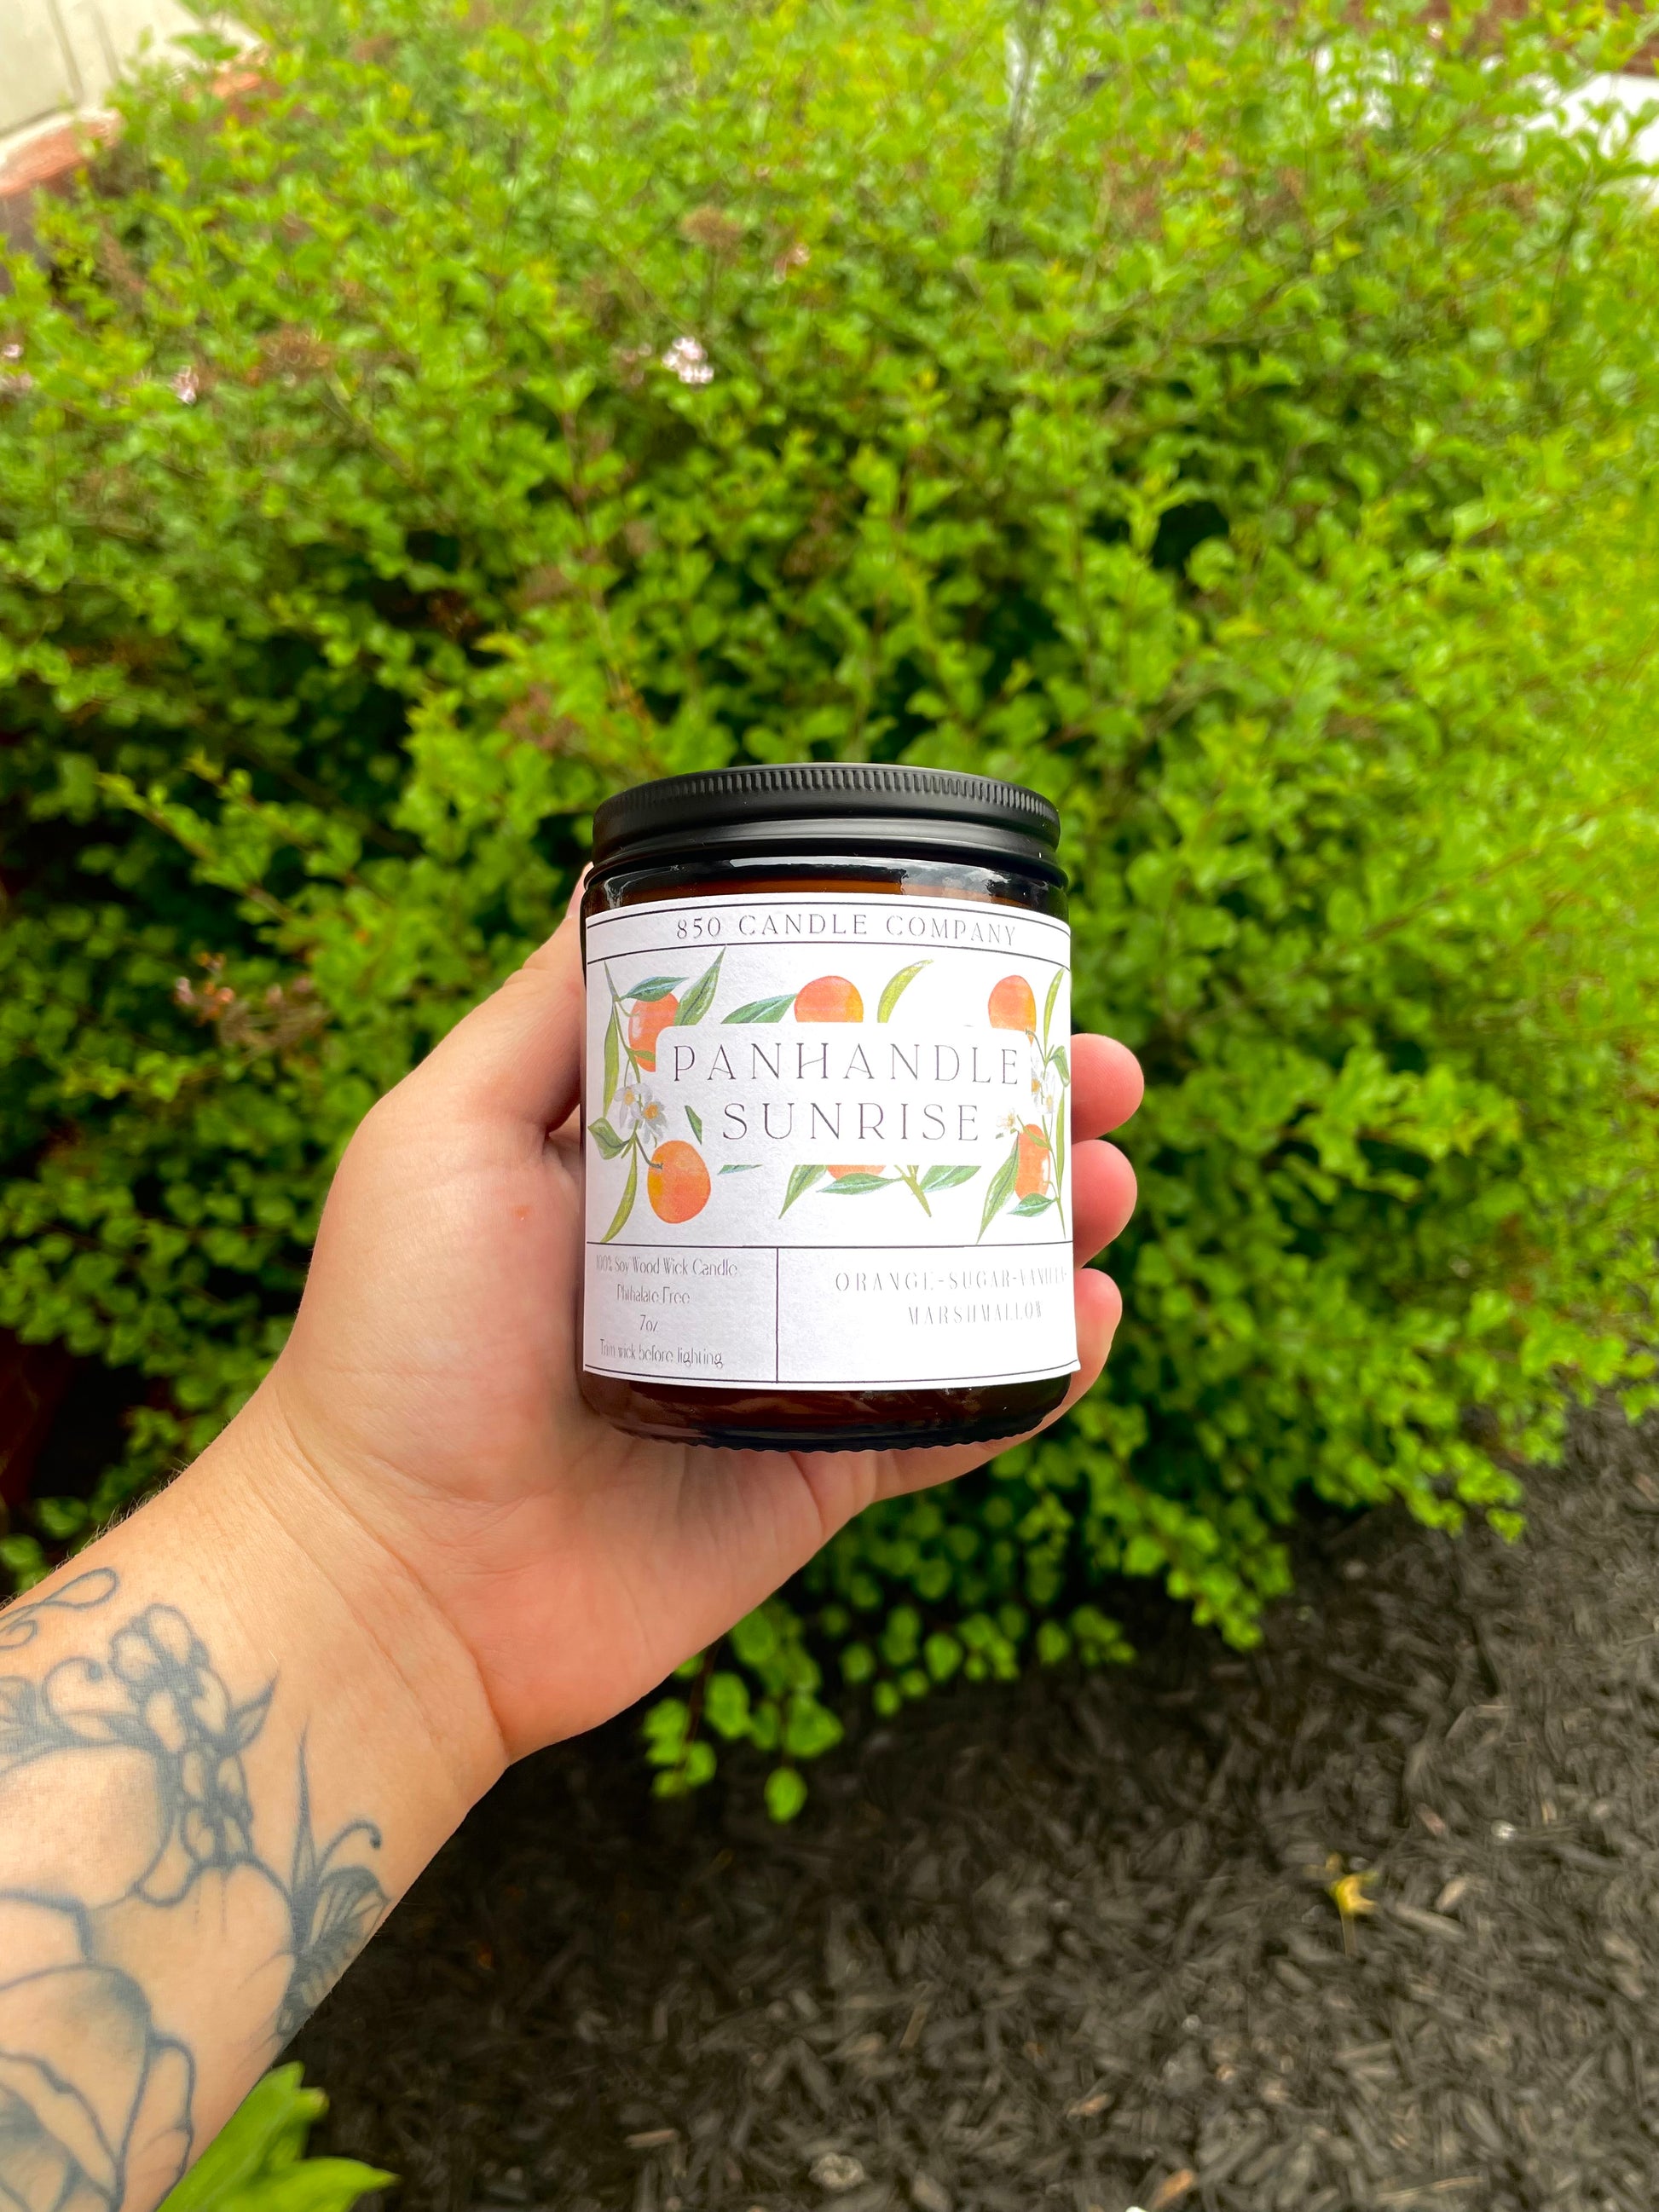 850 CANDLE COMPANY
PANHANDLE
SUNRISE
100% Soy Wood Wick Candle
Phthalate Free
7oz
Trim wick before lighting
ORANGE-SUGAR-VANILLA-
MARSHMALLOW